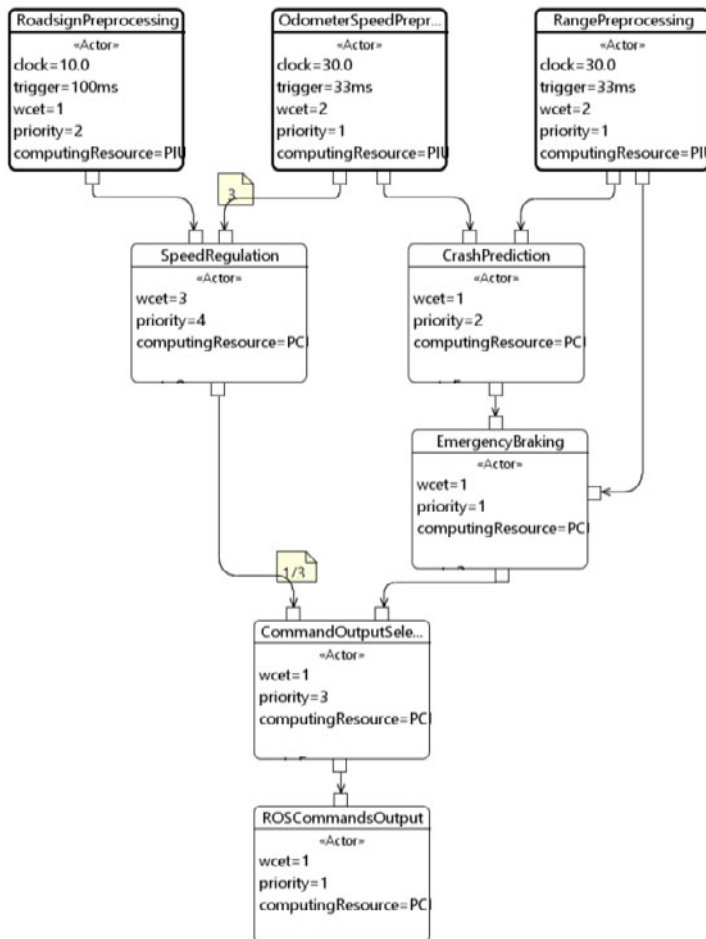 RoadsignPreprocessing
«Actor»
clock=10.0
trigger=100ms
wcet=1
priority=2
computingResource=PIU
OdometerSpeedPrepr...
«Actor»
clock=30.0
trigger=33ms
wcet=2
priority=1
computingResource=PIU
RangePreprocessing
«Actor»
clock=30.0
trigger=33ms
wcet=2
priority=1
computingResource=PIU
3
SpeedRegulation
«Actor»
wcet=3
priority=4
computingResource=PCI
CrashPrediction
«Actor»
wcet=1
priority=2
computingResource=PCI
EmergencyBraking
«Actor»
wcet=1
priority=1
computingResource=PCI
1/3
CommandOutputSele...
«Actor»
wcet=1
priority=3
computingResource=PCI
ROSCommandsOutput
«Actor»
wcet=1
priority=1
computingResource=PCI